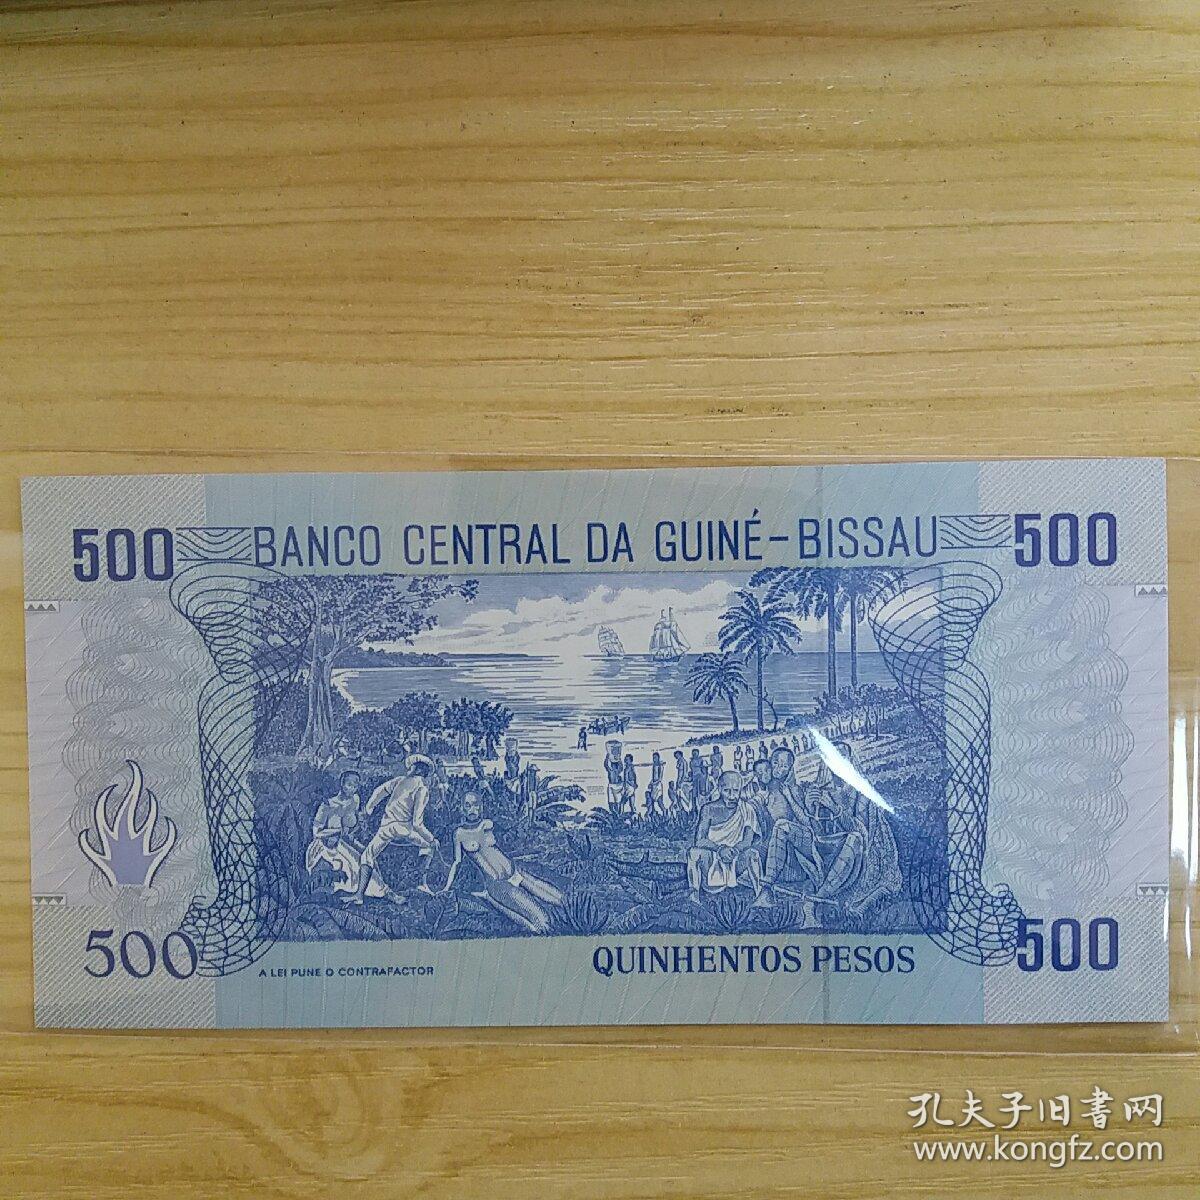 500 BANCO CENTRAL DA GUINÉ-BISSAU 500
500 A LEI PUNE O CONTRAFACTOR QUINHENTOS PESOS 500
孔夫子旧書网
www.kongfz.com